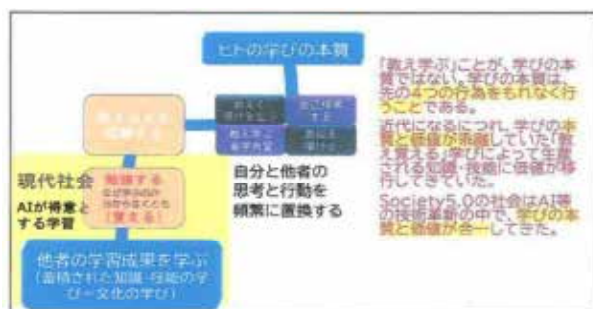 ヒトの学びの本質
「教え学ぶ」ことが、学びの本
質ではない。学びの本質は、
先の4つの行為をもれなく行
うことである。
近代になるにつれ、学びの本
質と価値が乖離していた「教
え覚える」学びによって生産
される知識・技能に価値が移
行してきていた。
Society5.0の社会はAI等
の技術革新の中で、学びの本
質と価値が合一してきた。
教え学ぶ
自分と他者の
思考と行動を
頻繁に置換する
現代社会
AIが得意と
する学習
勉強する
(覚える)
他者の学習成果を学ぶ
(蓄積された知識・技能の学
び=文化の学び)